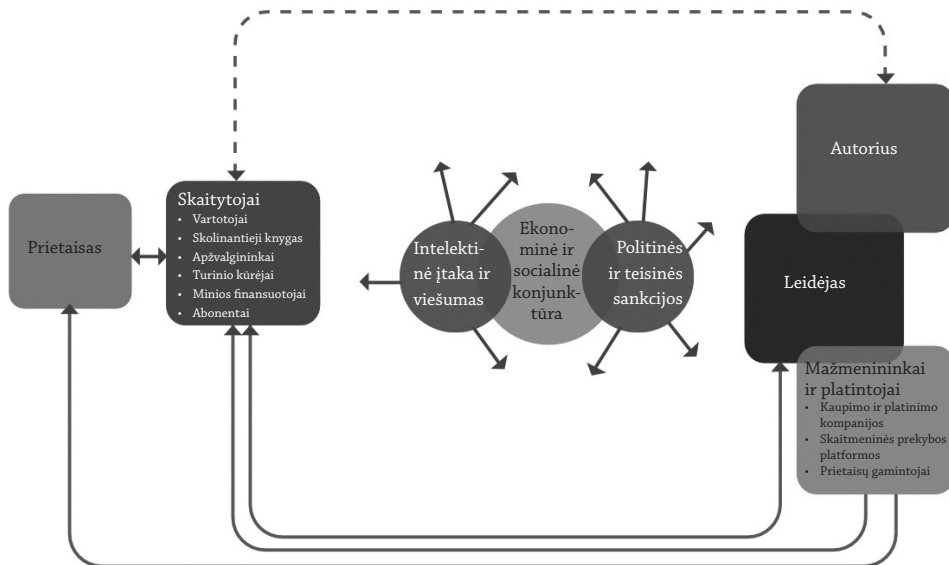 Autorius
Prietaisas
Skaitytojai
• Vartotojai
• Skolinantieji knygas
• Apžvalgininkai
• Turinio kūrėjai
• Minios finansuotojai
• Abonentai
Intelekti-
nė įtaka ir
viešumas
Ekono-
minė ir
socialinė
konjunk-
tūra
Politinės
ir teisinės
sankcijos
Leidėjas
Mažmenininkai
ir platintojai
• Kaupimo ir platinimo
kompanijos
• Skaitmeninės prekybos
platformos
• Prietaisų gamintojai